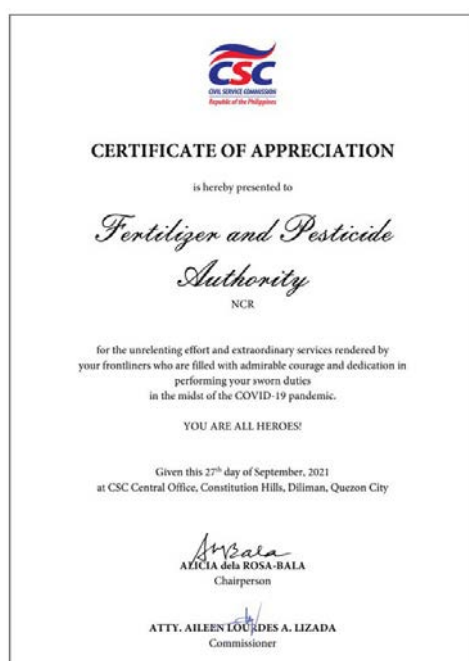 CSC
CIVIL SERVICE COMMISSION
Republic of the Philippines
CERTIFICATE OF APPRECIATION
is hereby presented to
Fertilizer and Pesticide
Authority
NCR
for the unrelenting effort and extraordinary services rendered by
your frontliners who are filled with admirable courage and dedication in
performing your sworn duties
in the midst of the COVID-19 pandemic.
YOU ARE ALL HEROES!
Given this 27th day of September, 2021
at CSC Central Office, Constitution Hills, Diliman, Quezon City
ALICIA dela ROSA-BALA
Chairperson
ATTY. AILEEN LOURDES A. LIZADA
Commissioner